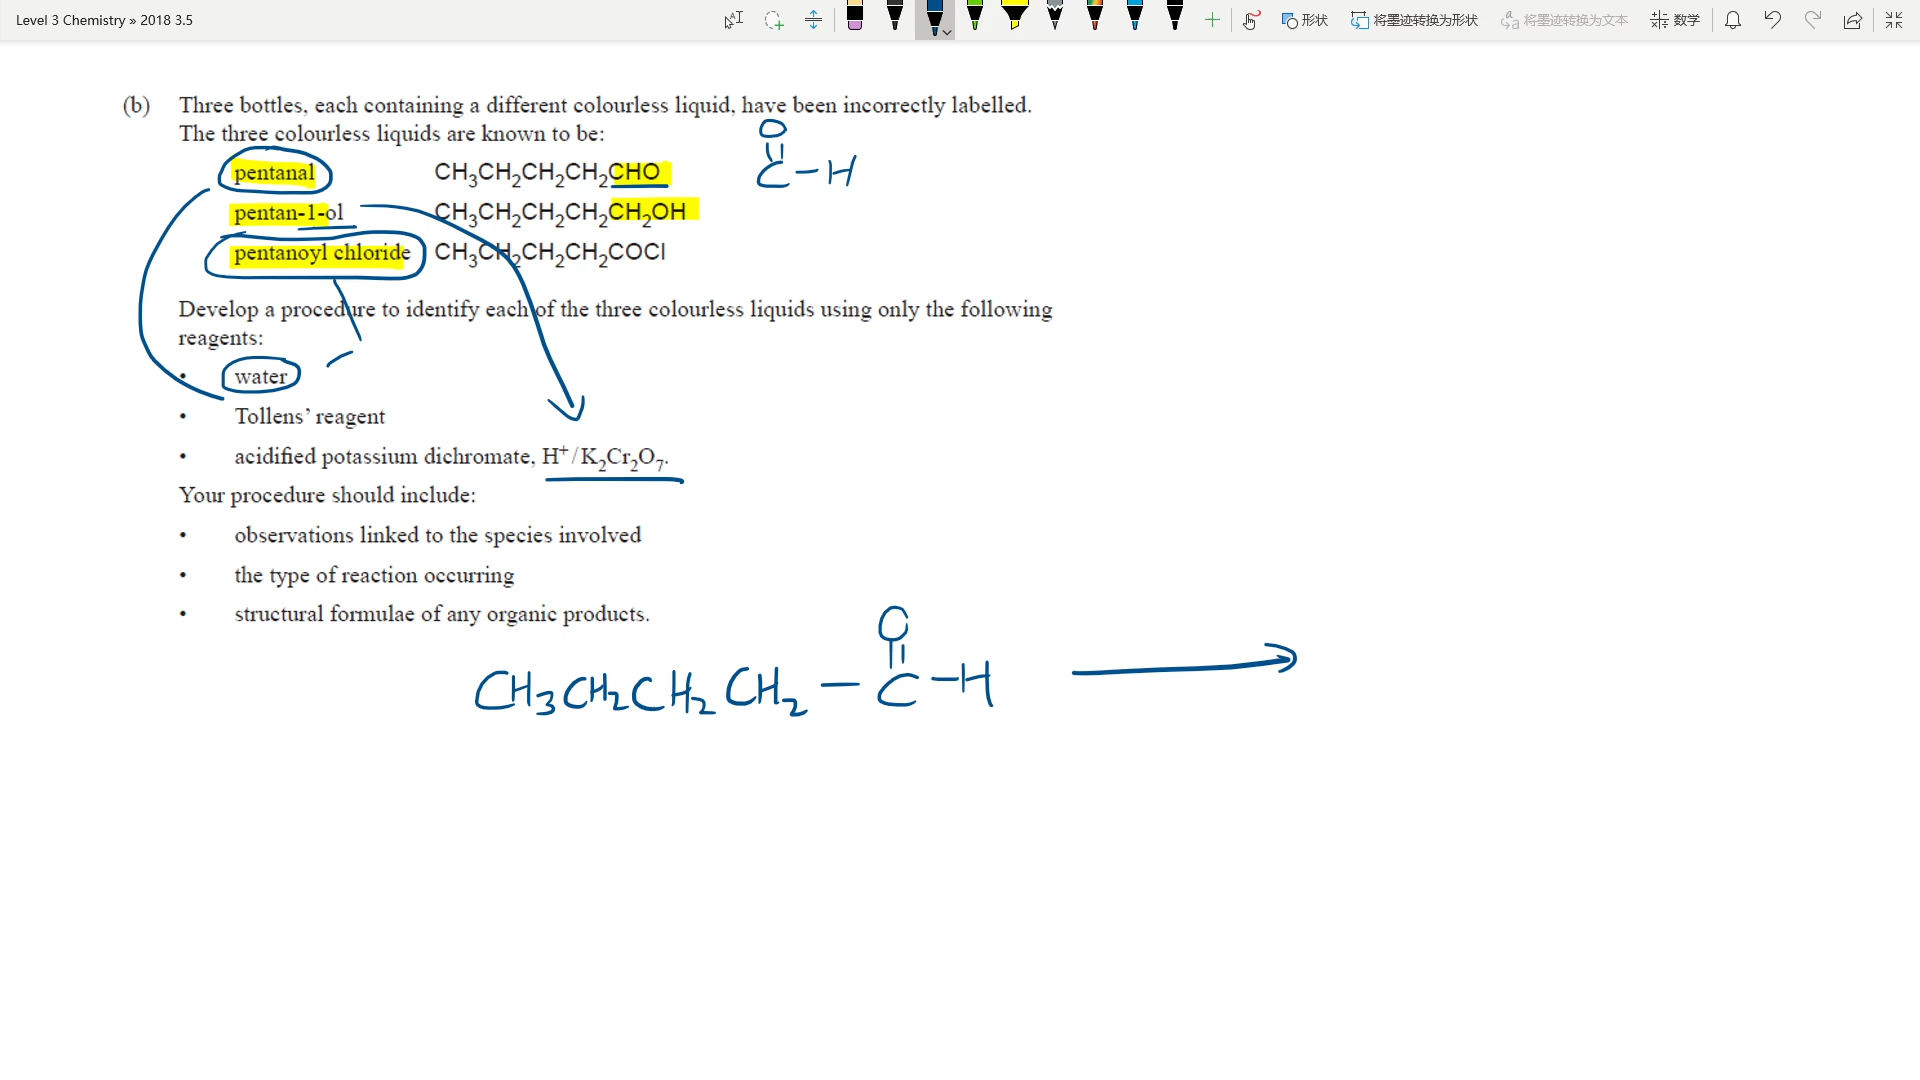 Level 3 Chemistry » 2018 3.5
形状
将墨迹转换为形状
将墨迹转换为文本
数学
(b) Three bottles, each containing a different colourless liquid, have been incorrectly labelled.
The three colourless liquids are known to be:
O
C-H
pentanal CH₃CH₂CH₂CH₂CHO
pentan-1-ol CH₃CH₂CH₂CH₂CH₂OH
pentanoyl chloride CH₃CH₂CH₂CH₂COCl
Develop a procedure to identify each of the three colourless liquids using only the following
reagents:
• water
• Tollens’ reagent
• acidified potassium dichromate, H⁺/K₂Cr₂O₇.
Your procedure should include:
• observations linked to the species involved
• the type of reaction occurring
• structural formulae of any organic products.
O
CH₃CH₂CH₂CH₂-C-H